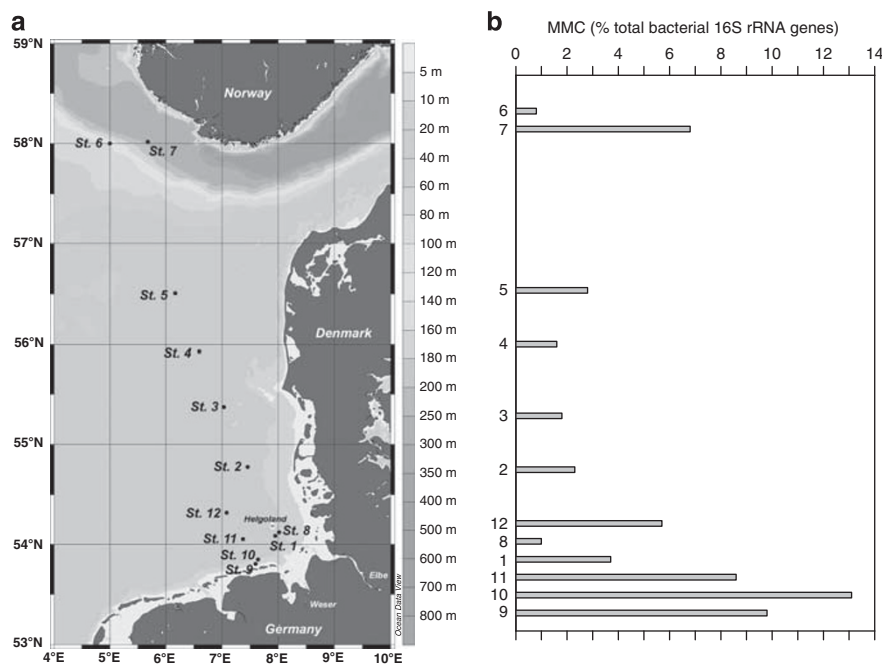 a
59°N
58°N
57°N
56°N
55°N
54°N
53°N
4°E 5°E 6°E 7°E 8°E 9°E 10°E
Norway
St. 6
St. 7
St. 5
Denmark
St. 4
St. 3
St. 2
St. 12
Helgoland
St. 8
St. 11
St. 1
St. 10
St. 9
Elbe
Weser
Germany
Ocean Data View
5 m
10 m
20 m
30 m
40 m
60 m
80 m
100 m
120 m
140 m
160 m
180 m
200 m
250 m
300 m
350 m
400 m
450 m
500 m
600 m
700 m
800 m
b
MMC (% total bacterial 16S rRNA genes)
0 2 4 6 8 10 12 14
6
7
5
4
3
2
12
8
1
11
10
9